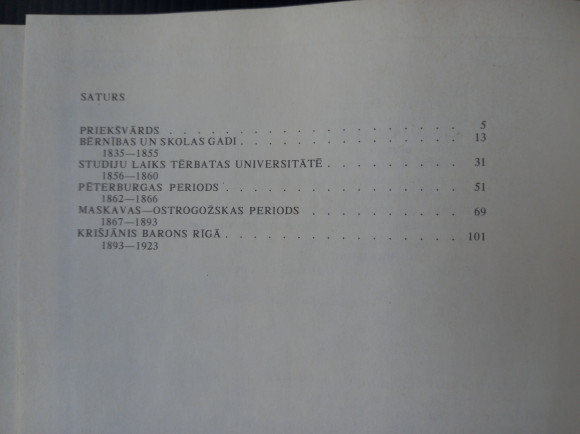 SATURS
PRIEKŠVĀRDS . . . . . . . . . . . . . . . . . . . . . 5
BĒRNĪBAS UN SKOLAS GADI . . . . . . . . . . . . . . . . 13
1835—1855
STUDIJU LAIKS TĒRBATAS UNIVERSITĀTĒ . . . . . . . . . . 31
1856—1860
PĒTERBURGAS PERIODS . . . . . . . . . . . . . . . . . 51
1862—1866
MASKAVAS—OSTROGOŽSKAS PERIODS . . . . . . . . . . . 69
1867—1893
KRIŠJĀNIS BARONS RĪGĀ . . . . . . . . . . . . . . . . . 101
1893—1923